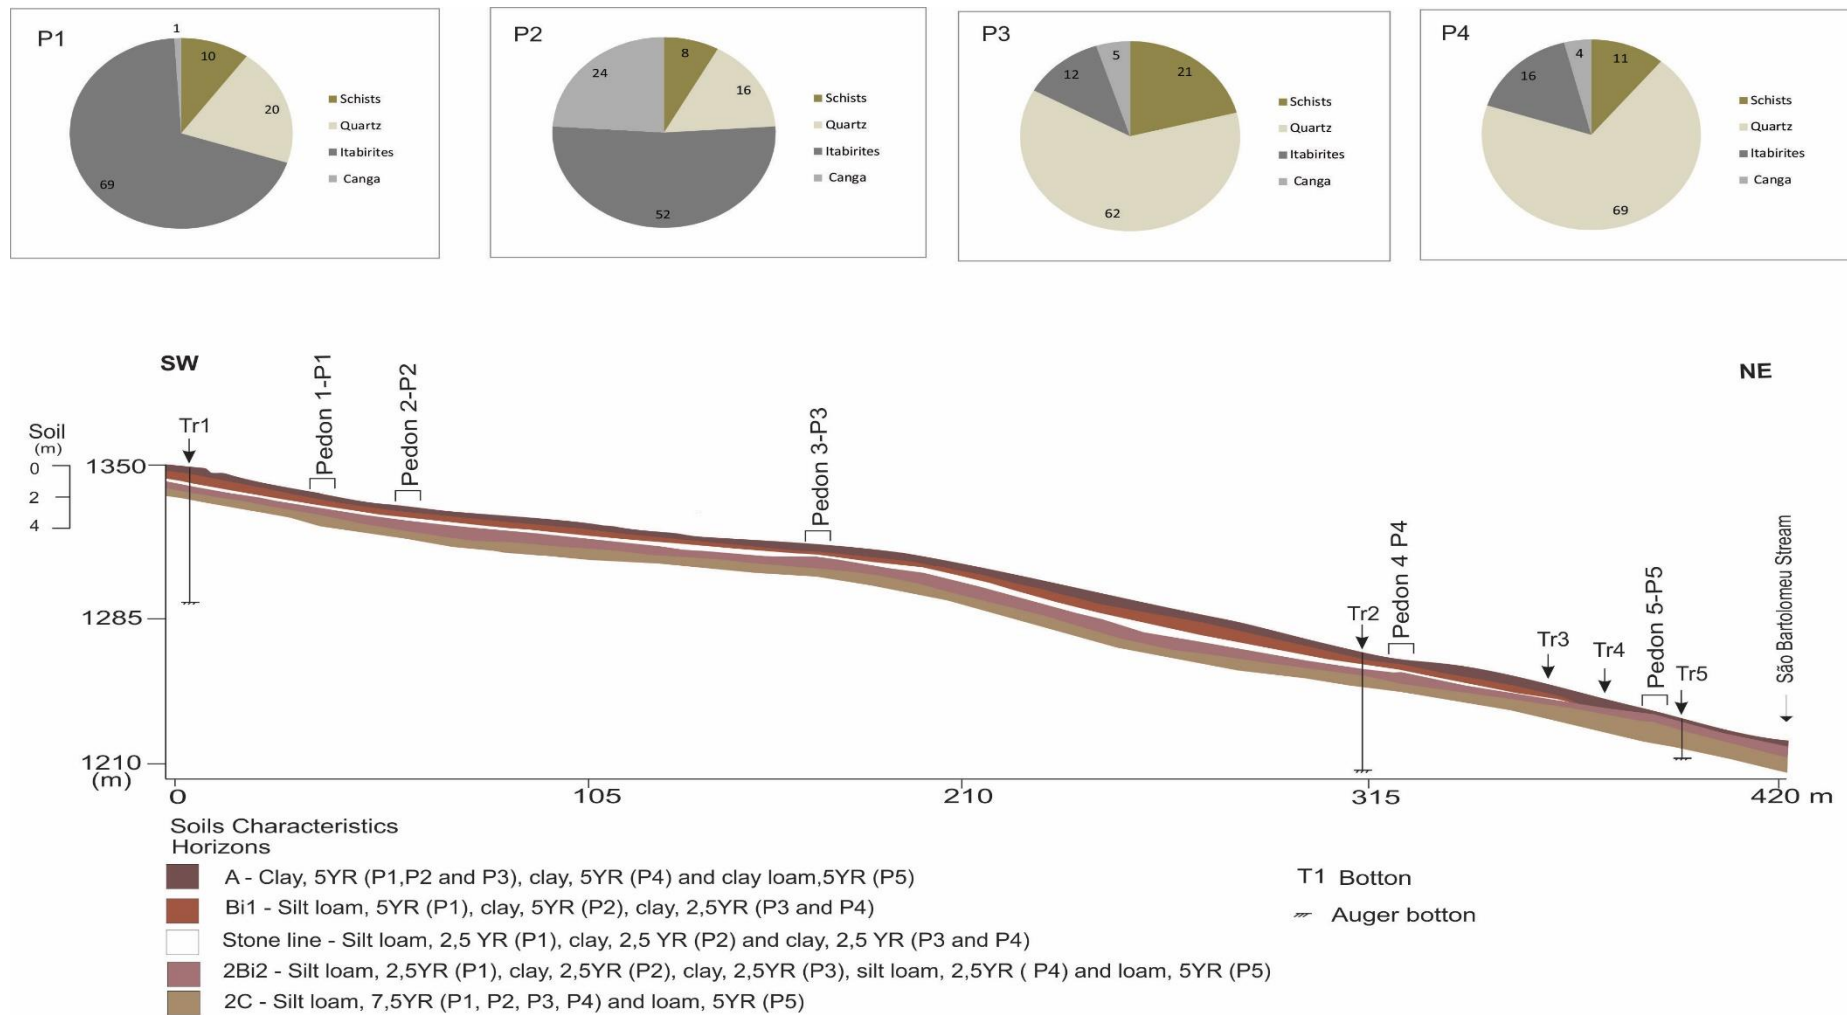 P1
1
10
20
69
Schists
Quartz
Itabirites
Canga
P2
8
16
24
52
Schists
Quartz
Itabirites
Canga
P3
5
21
12
62
Schists
Quartz
Itabirites
Canga
P4
4
11
16
69
Schists
Quartz
Itabirites
Canga
SW
NE
Soil
(m)
0
2
4
1350
1285
1210
(m)
Tr1
Pedon 1-P1
Pedon 2-P2
Pedon 3-P3
Tr2
Pedon 4 P4
Tr3
Tr4
Pedon 5-P5
Tr5
São Bartolomeu Stream
0
105
210
315
420 m
Soils Characteristics
Horizons
A - Clay, 5YR (P1,P2 and P3), clay, 5YR (P4) and clay loam,5YR (P5)
Bi1 - Silt loam, 5YR (P1), clay, 5YR (P2), clay, 2,5YR (P3 and P4)
Stone line - Silt loam, 2,5 YR (P1), clay, 2,5 YR (P2) and clay, 2,5 YR (P3 and P4)
2Bi2 - Silt loam, 2,5YR (P1), clay, 2,5YR (P2), clay, 2,5YR (P3), silt loam, 2,5YR ( P4) and loam, 5YR (P5)
2C - Silt loam, 7,5YR (P1, P2, P3, P4) and loam, 5YR (P5)
T1 Botton
Auger botton